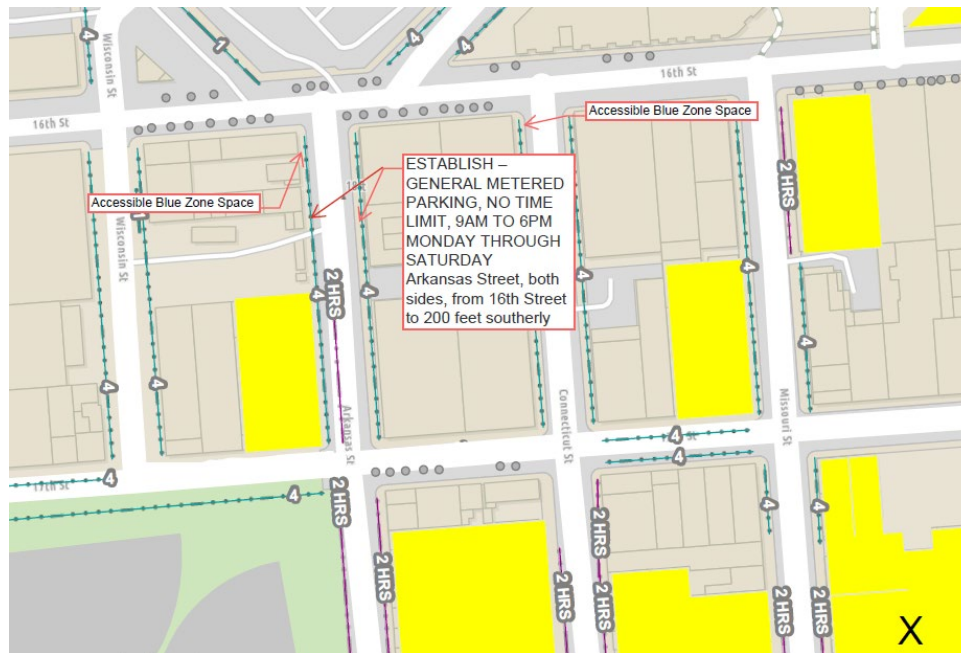 4
1
4
4
Wisconsin St
16th St
16th St
Accessible Blue Zone Space
ESTABLISH –
GENERAL METERED
PARKING, NO TIME
LIMIT, 9AM TO 6PM
MONDAY THROUGH
SATURDAY
Arkansas Street, both
sides, from 16th Street
to 200 feet southerly
Accessible Blue Zone Space
2 HRS
Wisconsin St
2 HRS
4
4
4
4
4
4
4
4
Arkansas St
Connecticut St
Missouri St
4
4
4
17th St
4
2 HRS
4
4
2 HRS
2 HRS
2 HRS
2 HRS
2 HRS
2 HRS
X